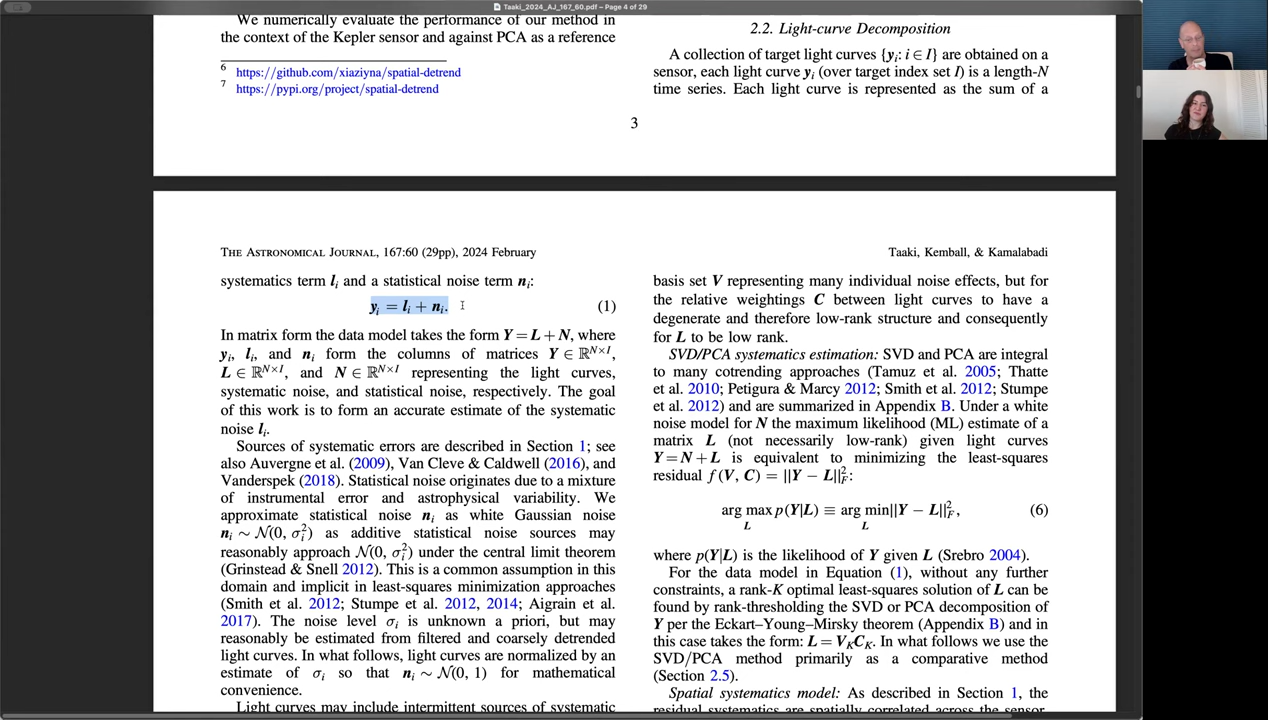 Taaki_2024_AJ_167_60.pdf – Page 4 of 29
We numerically evaluate the performance of our method in
the context of the Kepler sensor and against PCA as a reference
6 https://github.com/xiaziyna/spatial-detrend
7 https://pypi.org/project/spatial-detrend
2.2. Light-curve Decomposition
A collection of target light curves {yi: i ∈ I} are obtained on a
sensor, each light curve yi (over target index set I) is a length-N
time series. Each light curve is represented as the sum of a
3
THE ASTRONOMICAL JOURNAL, 167:60 (29pp), 2024 February
Taaki, Kemball, & Kamalabadi
systematics term li and a statistical noise term ni:
yi = li + ni. (1)
In matrix form the data model takes the form Y = L + N, where
yi, li, and ni form the columns of matrices Y ∈ ℝ^{N×I},
L ∈ ℝ^{N×I}, and N ∈ ℝ^{N×I} representing the light curves,
systematic noise, and statistical noise, respectively. The goal
of this work is to form an accurate estimate of the systematic
noise li.
Sources of systematic errors are described in Section 1; see
also Auvergne et al. (2009), Van Cleve & Caldwell (2016), and
Vanderspek (2018). Statistical noise originates due to a mixture
of instrumental error and astrophysical variability. We
approximate statistical noise ni as white Gaussian noise
ni ∼ 𝒩(0, σi²) as additive statistical noise sources may
reasonably approach 𝒩(0, σi²) under the central limit theorem
(Grinstead & Snell 2012). This is a common assumption in this
domain and implicit in least-squares minimization approaches
(Smith et al. 2012; Stumpe et al. 2012, 2014; Aigrain et al.
2017). The noise level σi is unknown a priori, but may
reasonably be estimated from filtered and coarsely detrended
light curves. In what follows, light curves are normalized by an
estimate of σi so that ni ∼ 𝒩(0, 1) for mathematical
convenience.
Light curves may include intermittent sources of systematic
basis set V representing many individual noise effects, but for
the relative weightings C between light curves to have a
degenerate and therefore low-rank structure and consequently
for L to be low rank.
SVD/PCA systematics estimation: SVD and PCA are integral
to many cotrending approaches (Tamuz et al. 2005; Thatte
et al. 2010; Petigura & Marcy 2012; Smith et al. 2012; Stumpe
et al. 2012) and are summarized in Appendix B. Under a white
noise model for N the maximum likelihood (ML) estimate of a
matrix L (not necessarily low-rank) given light curves
Y = N + L is equivalent to minimizing the least-squares
residual f (V, C) = ||Y − L||²F:
arg max p(Y|L) ≡ arg min||Y − L||²F, (6)
L L
where p(Y|L) is the likelihood of Y given L (Srebro 2004).
For the data model in Equation (1), without any further
constraints, a rank-K optimal least-squares solution of L can be
found by rank-thresholding the SVD or PCA decomposition of
Y per the Eckart–Young–Mirsky theorem (Appendix B) and in
this case takes the form: L = VKCK. In what follows we use the
SVD/PCA method primarily as a comparative method
(Section 2.5).
Spatial systematics model: As described in Section 1, the
residual systematics are spatially correlated across the sensor